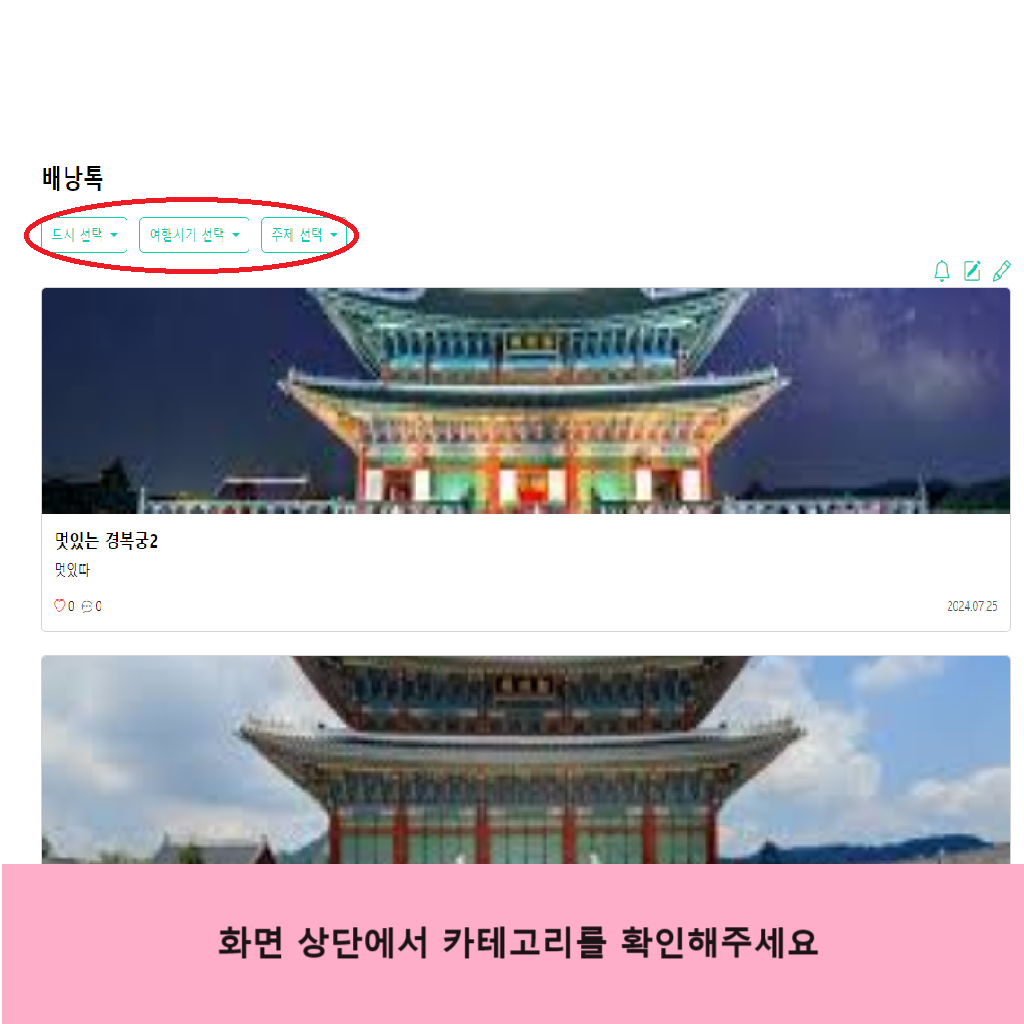 배낭톡
도시 선택
여행시기 선택
주제 선택
멋있는 경복궁2
멋있따
0 0
2024.07.25
화면 상단에서 카테고리를 확인해주세요